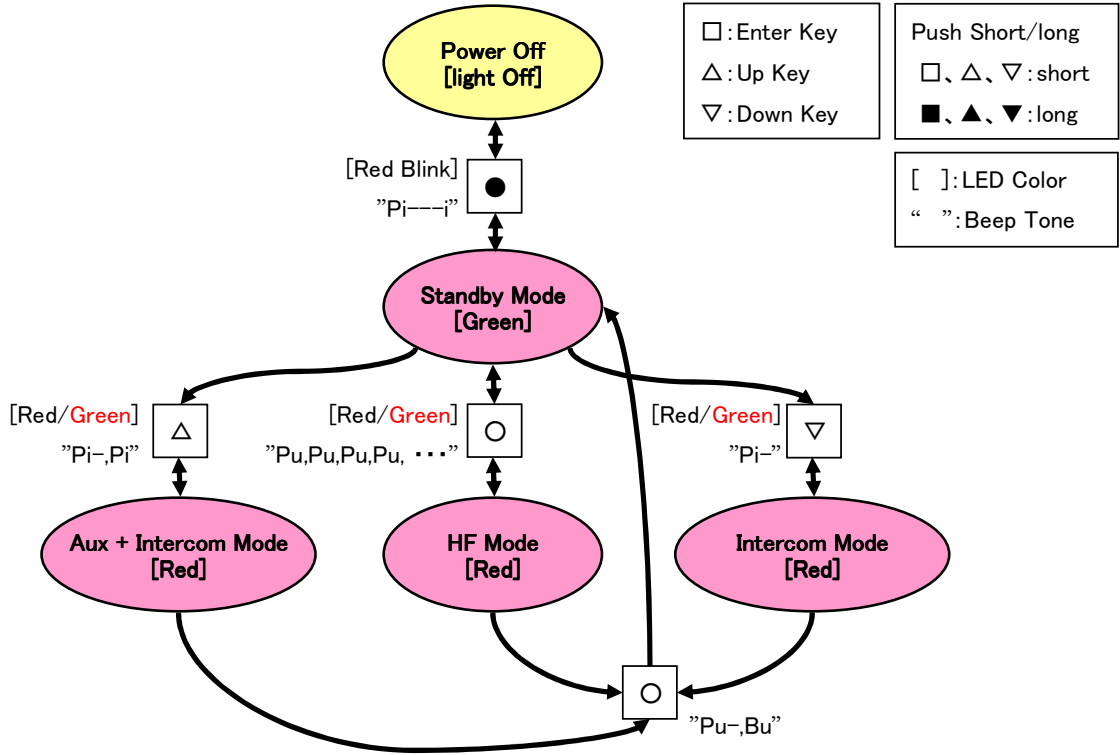 Power Off
[light Off]
□:Enter Key
△:Up Key
▽:Down Key
Push Short/long
□、△、▽:short
■、▲、▼:long
[ ]:LED Color
“ ”:Beep Tone
[Red Blink]
”Pi---i”
Standby Mode
[Green]
[Red/Green]
”Pi-,Pi”
[Red/Green]
”Pu,Pu,Pu,Pu, ･･･”
[Red/Green]
”Pi-”
Aux + Intercom Mode
[Red]
HF Mode
[Red]
Intercom Mode
[Red]
”Pu-,Bu”